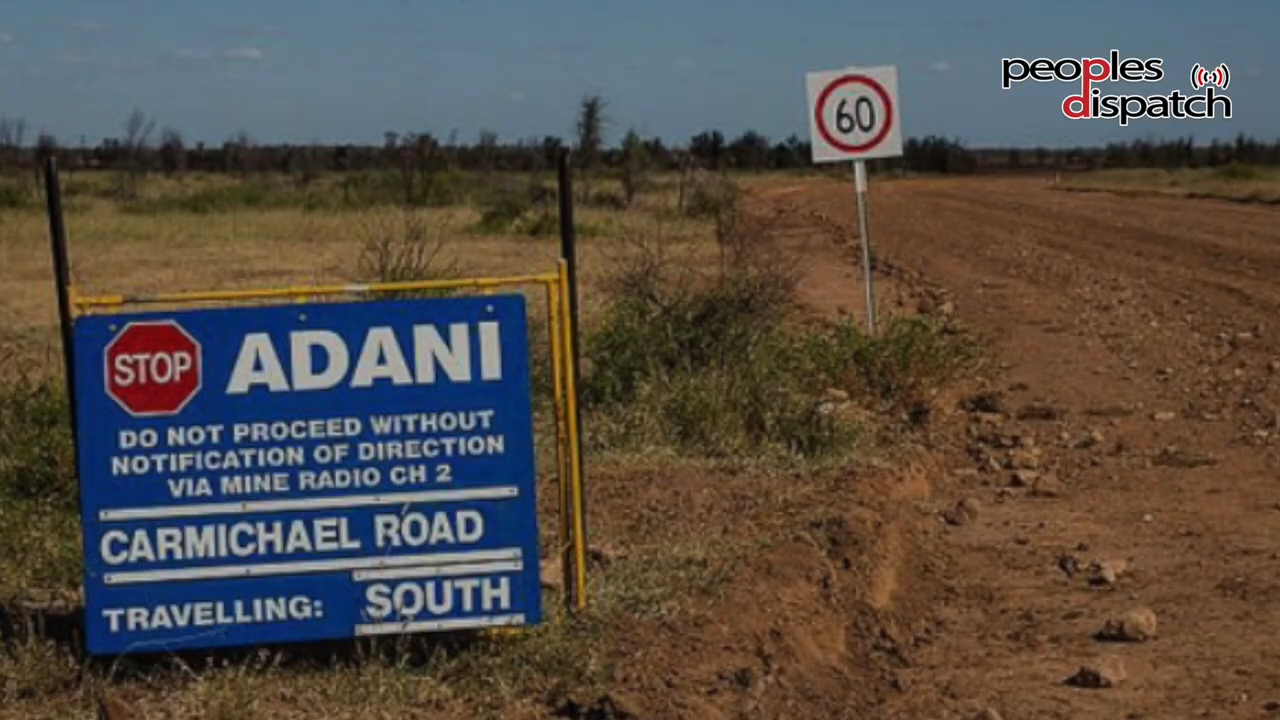 peoples
dispatch
60
STOP
ADANI
DO NOT PROCEED WITHOUT
NOTIFICATION OF DIRECTION
VIA MINE RADIO CH 2
CARMICHAEL ROAD
TRAVELLING: SOUTH